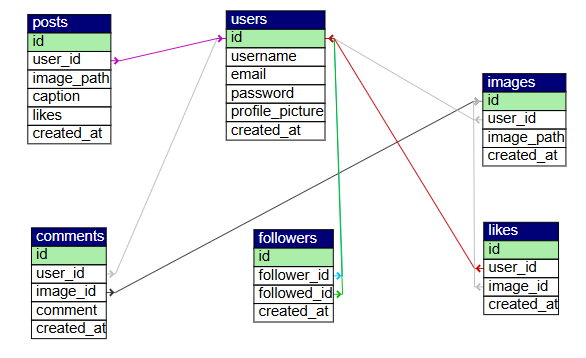 posts
id
user_id
image_path
caption
likes
created_at
users
id
username
email
password
profile_picture
created_at
images
id
user_id
image_path
created_at
comments
id
user_id
image_id
comment
created_at
followers
id
follower_id
followed_id
created_at
likes
id
user_id
image_id
created_at